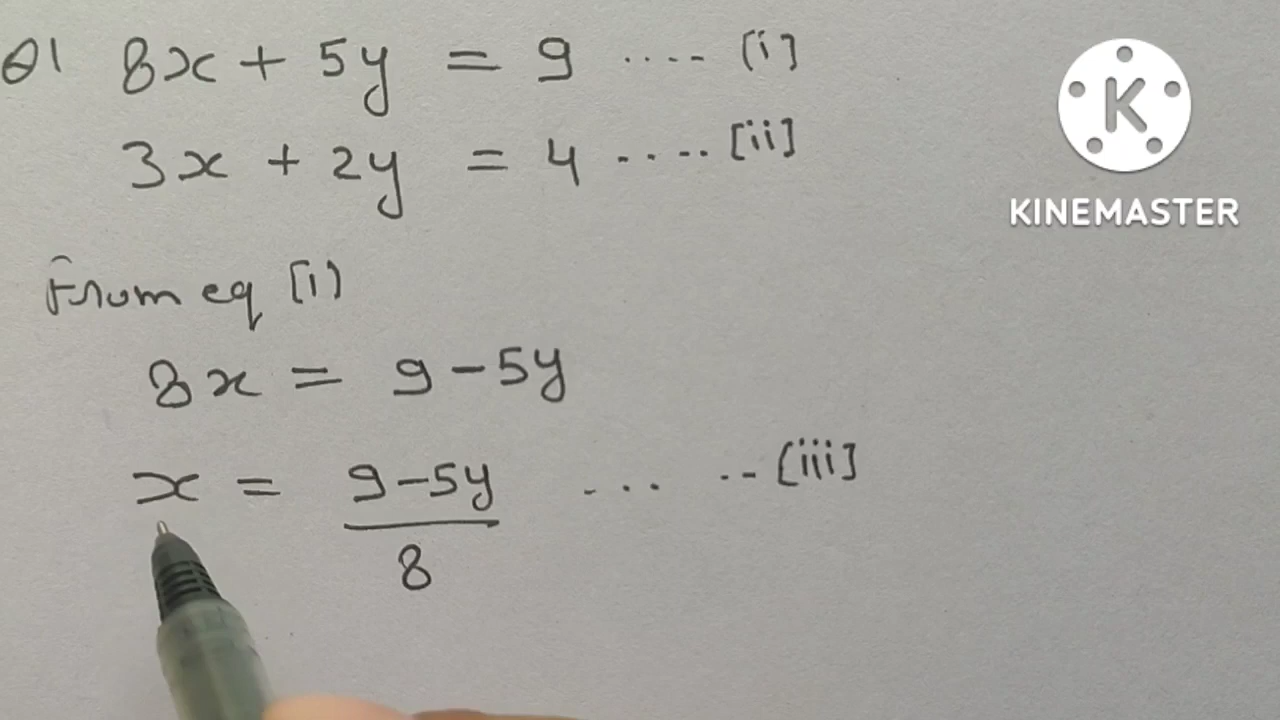 Q1 8x + 5y = 9 .... [i]
3x + 2y = 4 .... [ii]
KINEMASTER
From eq [i]
8x = 9 - 5y
x = 9-5y ... .. [iii]
8